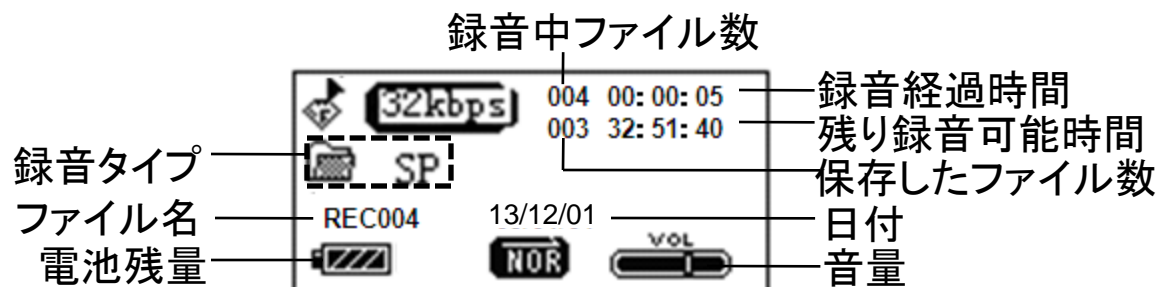 録音中ファイル数
32kbps 004 00:00:05 録音経過時間
003 32:51:40 残り録音可能時間
保存したファイル数
録音タイプ SP
ファイル名 REC004 13/12/01 日付
電池残量 NOR VOL 音量